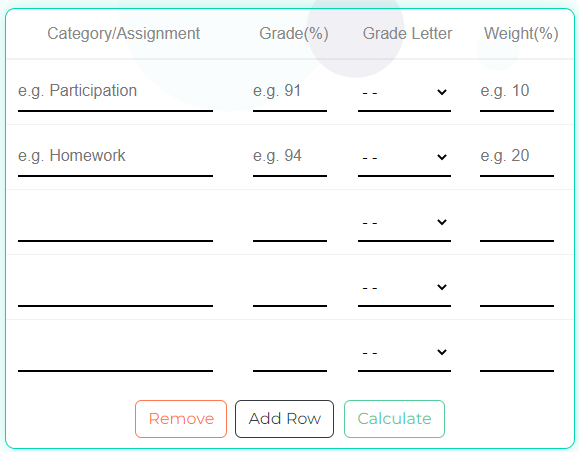 Category/Assignment Grade(%) Grade Letter Weight(%)
e.g. Participation e.g. 91 - - e.g. 10
e.g. Homework e.g. 94 - - e.g. 20
- -
- -
- -
Remove Add Row Calculate